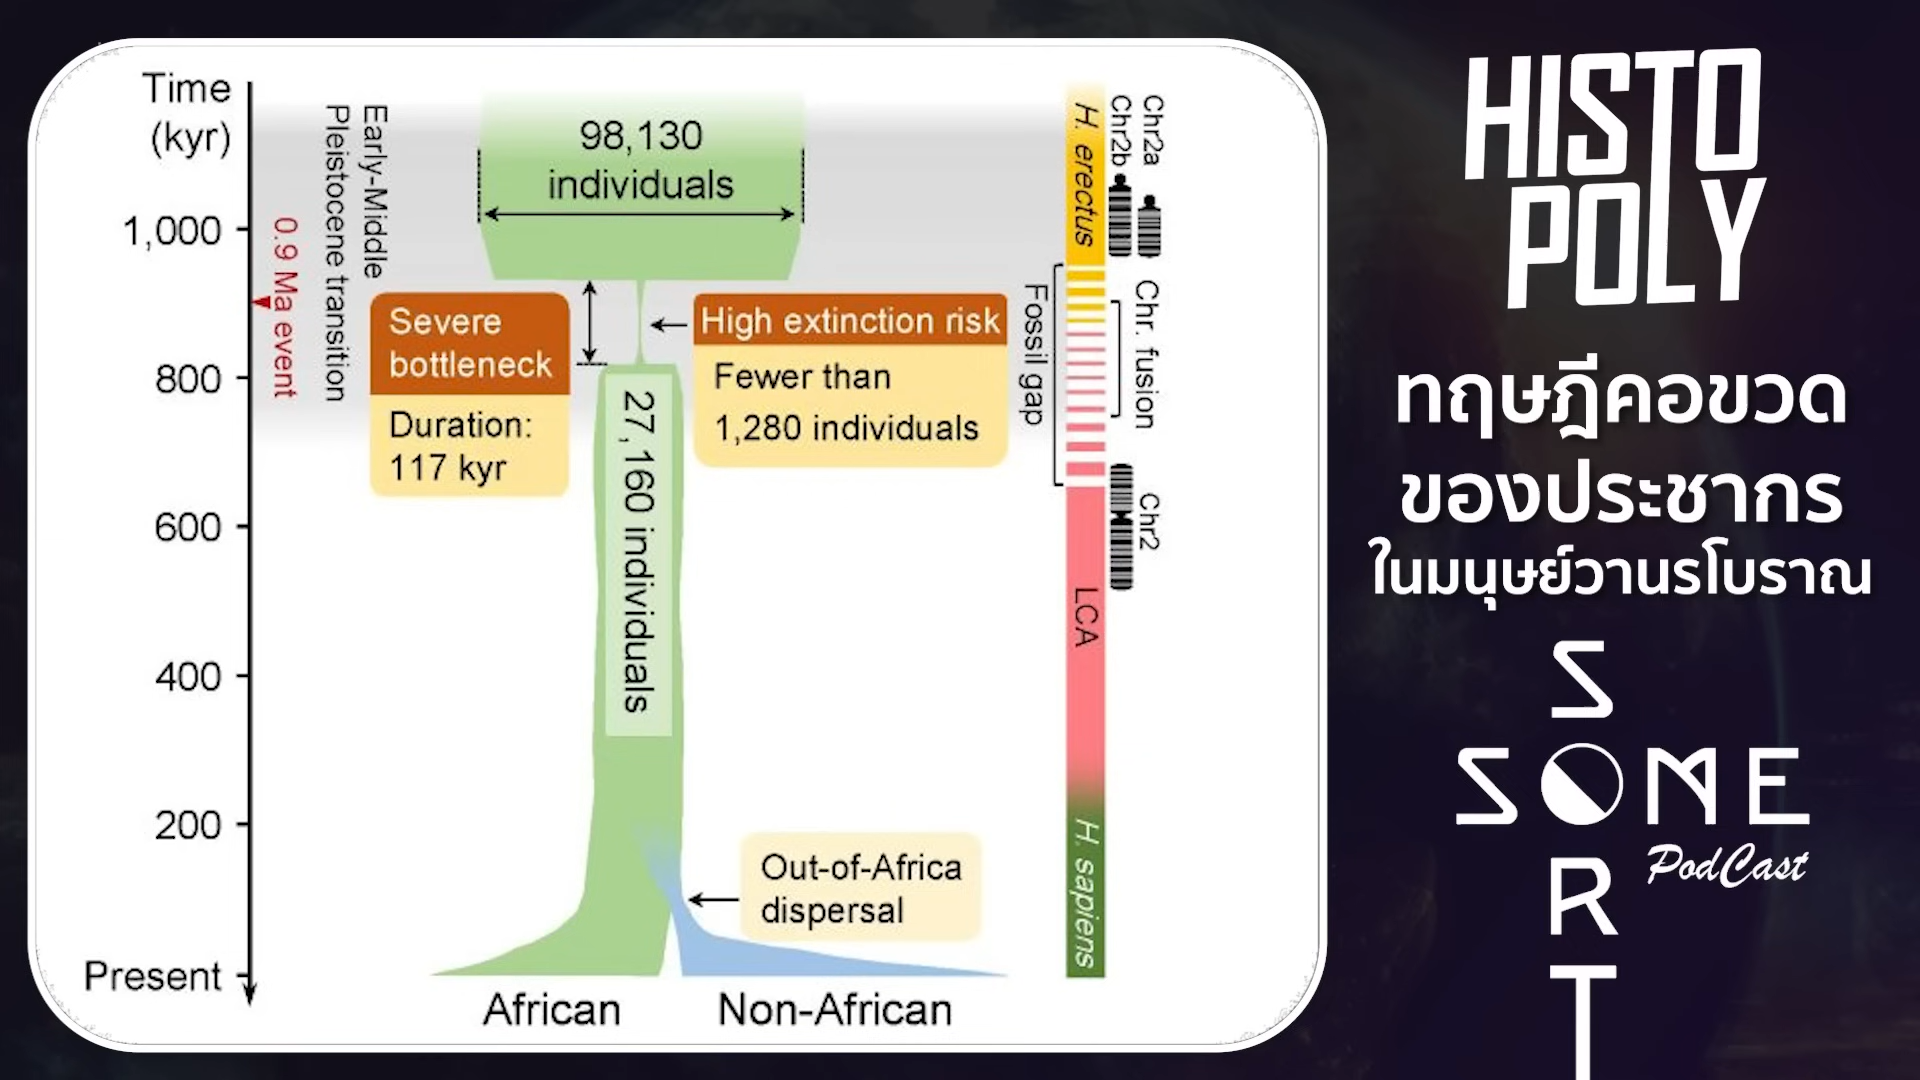 Time
(kyr)
1,000
800
600
400
200
Present
0.9 Ma event
Early-Middle
Pleistocene transition
98,130
individuals
Severe
bottleneck
Duration:
117 kyr
High extinction risk
Fewer than
1,280 individuals
27,160 individuals
Out-of-Africa
dispersal
African
Non-African
Fossil gap
H. erectus
LCA
H. sapiens
Chr2a
Chr2b
Chr. fusion
Chr2
HISTO
POLY
ทฤษฎีคอขวด
ของประชากร
ในมนุษย์วานรโบราณ
SOME
SORT
PodCast